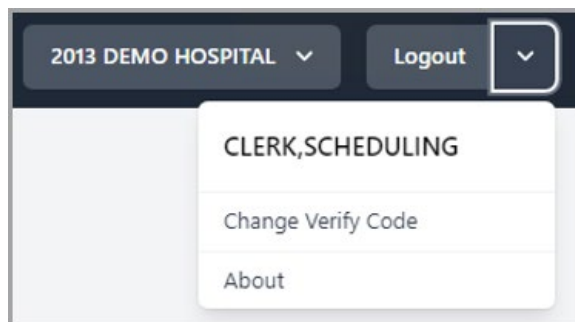 2013 DEMO HOSPITAL Logout
CLERK,SCHEDULING
Change Verify Code
About